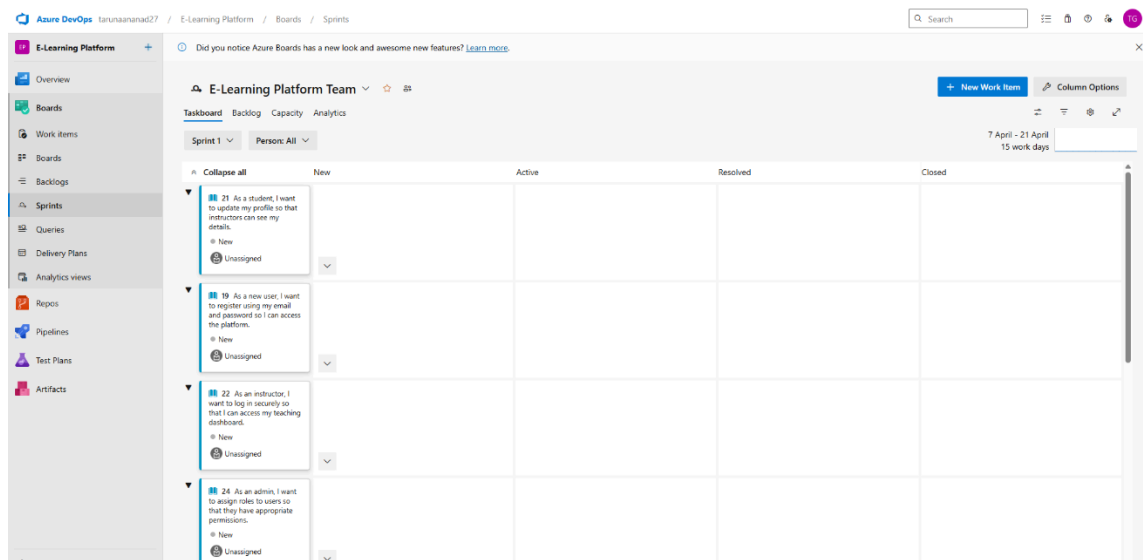 Azure DevOps tarunaananad27 / E-Learning Platform / Boards / Sprints
Search
TG
EP E-Learning Platform +
Did you notice Azure Boards has a new look and awesome new features? Learn more.
Overview
Boards
Work items
Boards
Backlogs
Sprints
Queries
Delivery Plans
Analytics views
Repos
Pipelines
Test Plans
Artifacts
E-Learning Platform Team
+ New Work Item
Column Options
Taskboard Backlog Capacity Analytics
Sprint 1
Person: All
7 April - 21 April
15 work days
Collapse all New Active Resolved Closed
21 As a student, I want
to update my profile so that
instructors can see my
details.
New
Unassigned
19 As a new user, I want
to register using my email
and password so I can access
the platform.
New
Unassigned
22 As an instructor, I
want to log in securely so
that I can access my teaching
dashboard.
New
Unassigned
24 As an admin, I want
to assign roles to users so
that they have appropriate
permissions.
New
Unassigned